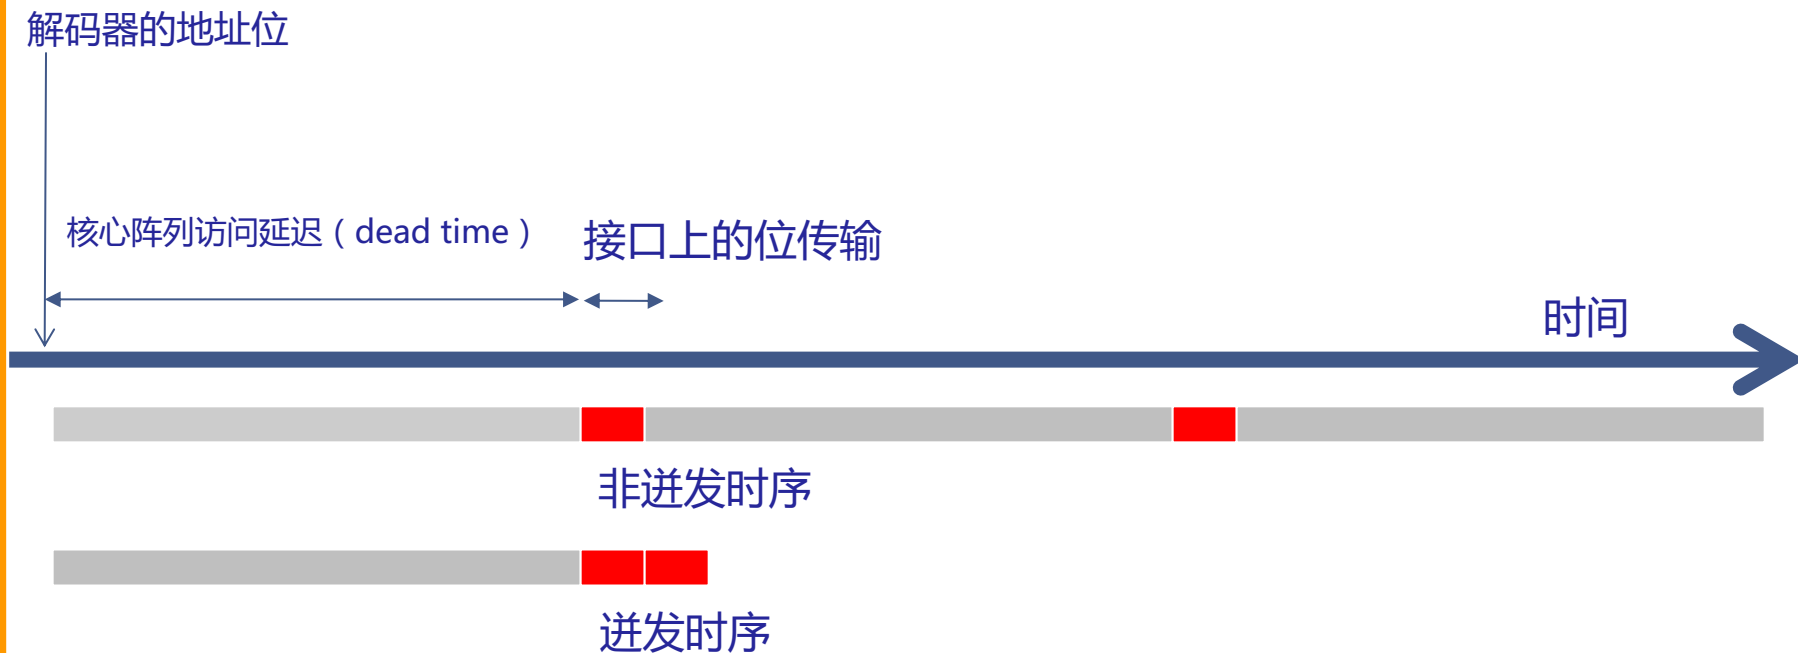 解码器的地址位
核心阵列访问延迟（dead time）
接口上的位传输
时间
非迸发时序
迸发时序